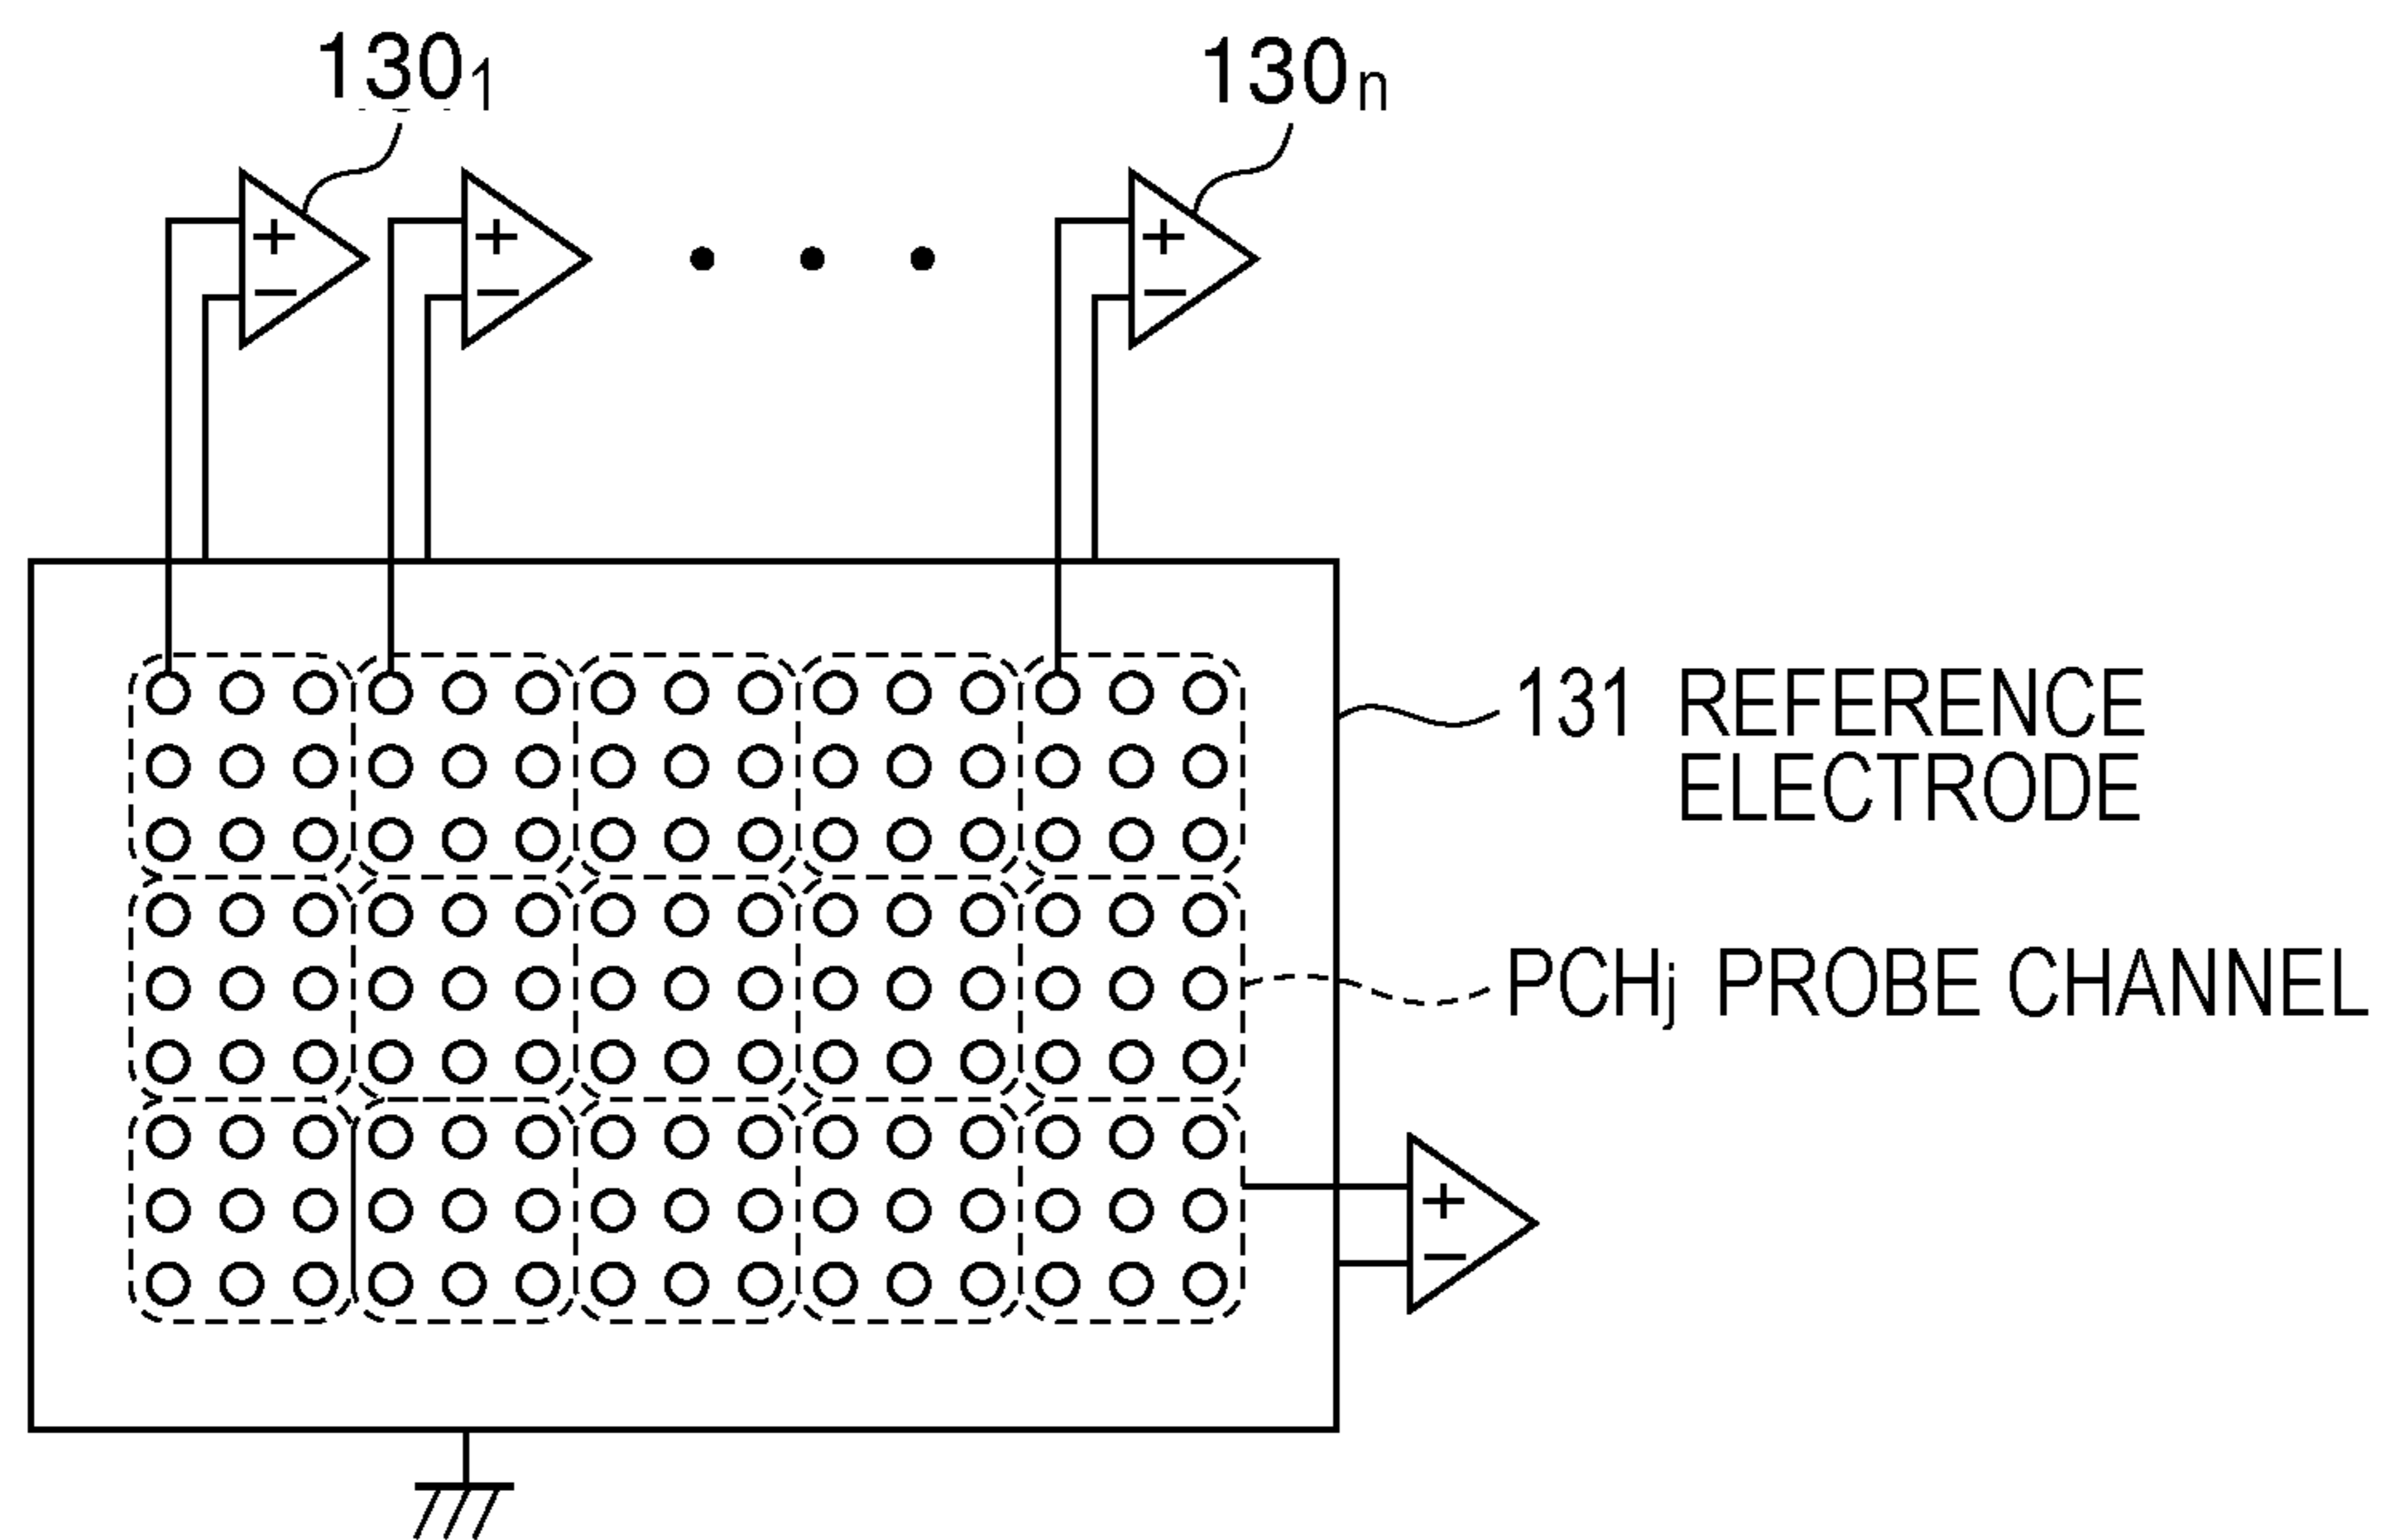 130₁
130ₙ
+
−
+
−
+
−
131 REFERENCE
ELECTRODE
PCHj PROBE CHANNEL
+
−